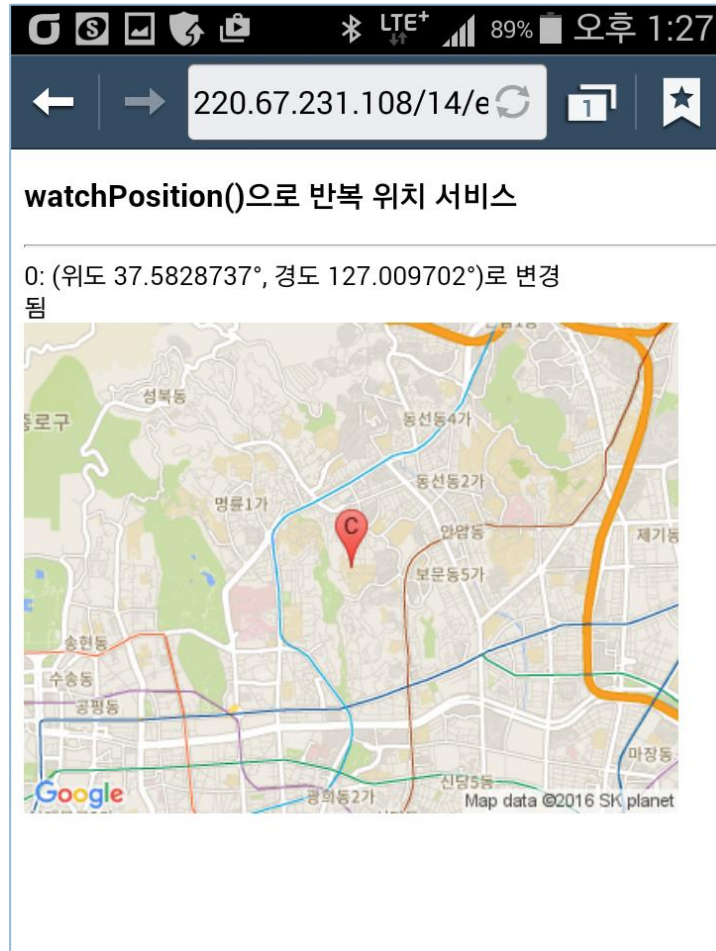 LTE+ 89% 오후 1:27
220.67.231.108/14/e
1
watchPosition()으로 반복 위치 서비스
0: (위도 37.5828737°, 경도 127.009702°)로 변경
됨
성북동
종로구
동선동4가
동선동2가
명륜1가
C
안암동
제기동
보문동5가
송현동
수송동
공평동
마장동
신당5동
Google
광희동2가
Map data ©2016 SK planet